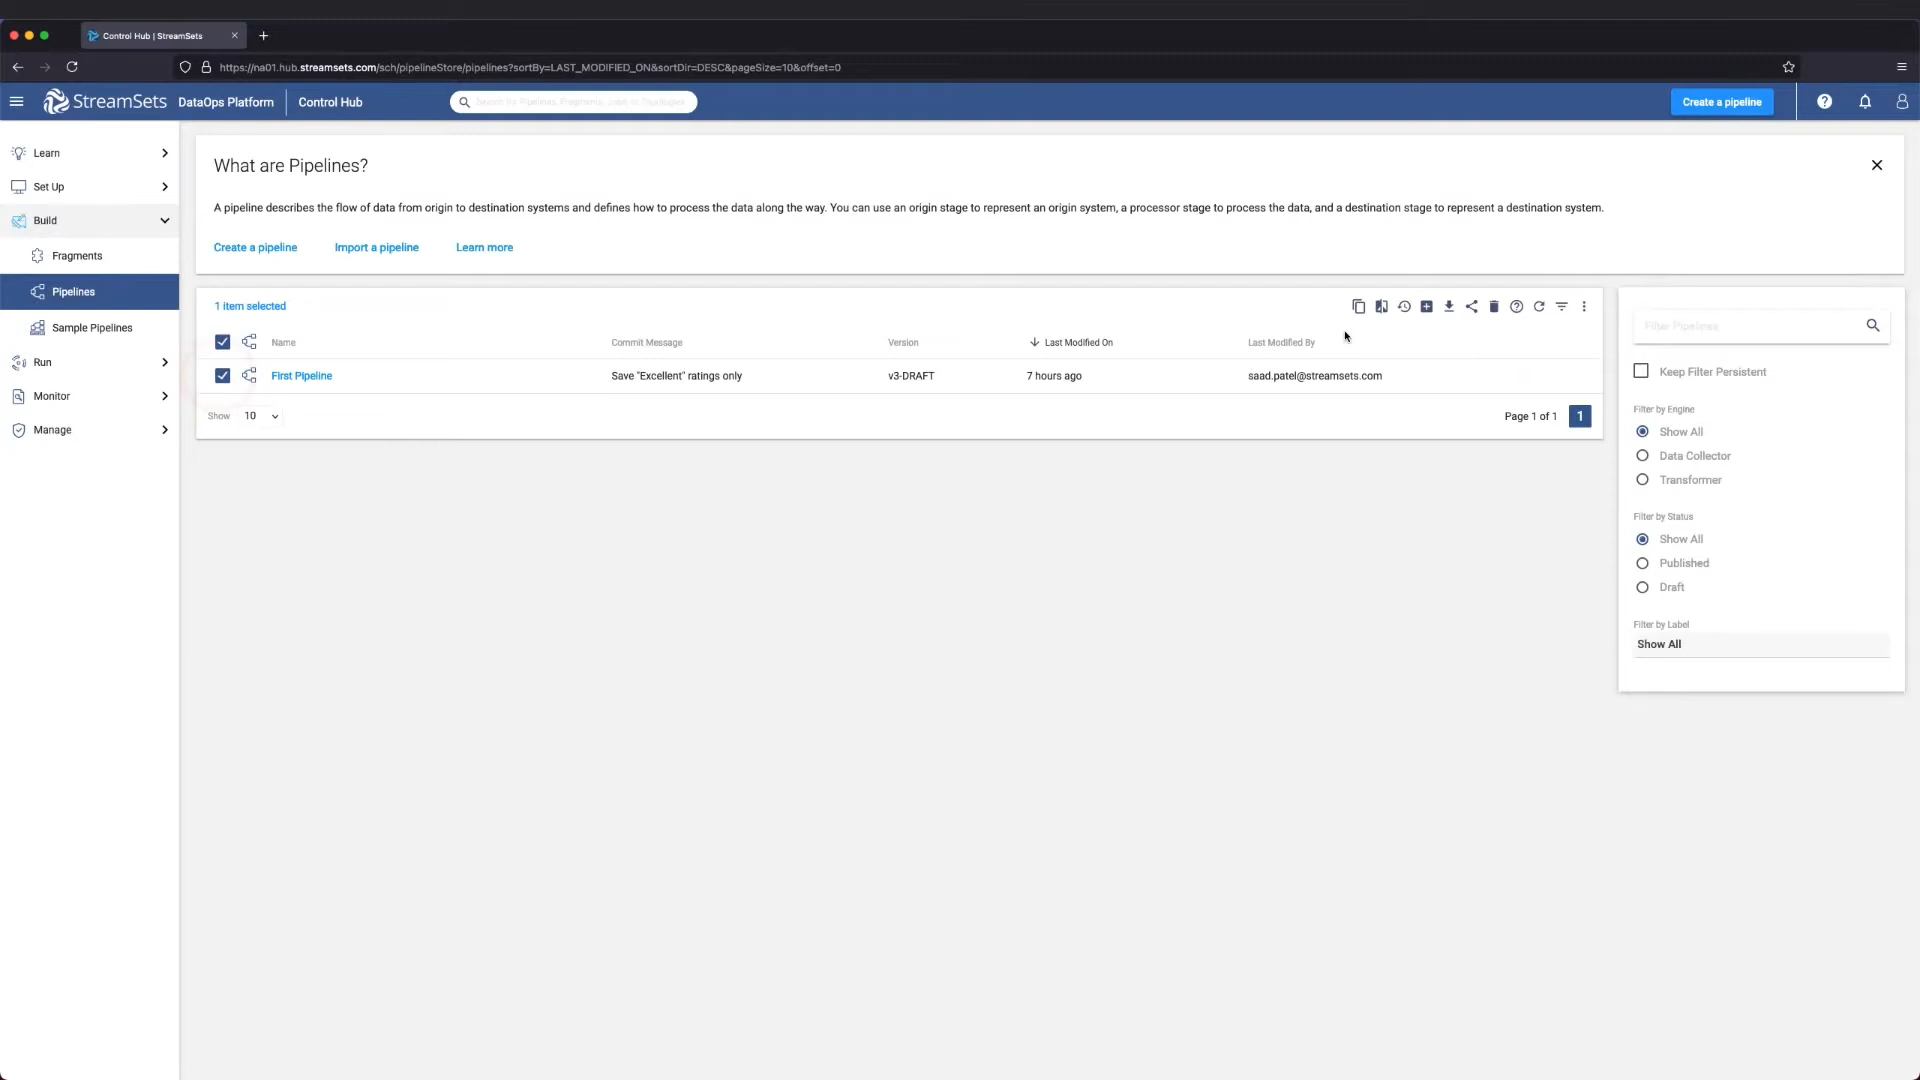 Control Hub | StreamSets
https://na01.hub.streamsets.com/sch/pipelineStore/pipelines?sortBy=LAST_MODIFIED_ON&sortDir=DESC&pageSize=10&offset=0
StreamSets DataOps Platform Control Hub
Search for Pipelines, Fragments, Jobs, or Topologies
Create a pipeline
Learn
Set Up
Build
Fragments
Pipelines
Sample Pipelines
Run
Monitor
Manage
What are Pipelines?
A pipeline describes the flow of data from origin to destination systems and defines how to process the data along the way. You can use an origin stage to represent an origin system, a processor stage to process the data, and a destination stage to represent a destination system.
Create a pipeline Import a pipeline Learn more
1 item selected
Name Commit Message Version Last Modified On Last Modified By
First Pipeline Save "Excellent" ratings only v3-DRAFT 7 hours ago saad.patel@streamsets.com
Show 10 Page 1 of 1 1
Filter Pipelines
Keep Filter Persistent
Filter by Engine
Show All
Data Collector
Transformer
Filter by Status
Show All
Published
Draft
Filter by Label
Show All